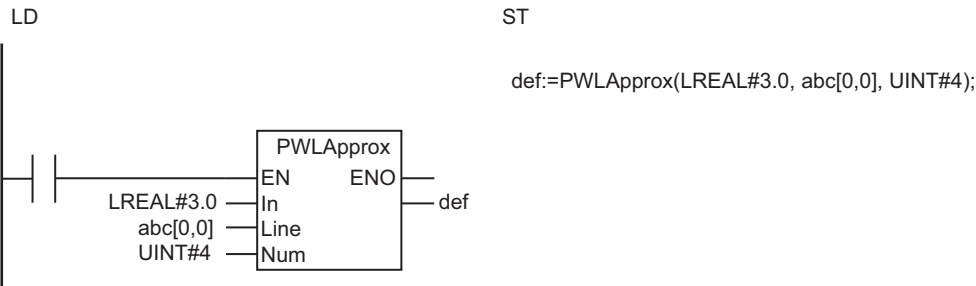 LD
ST
def:=PWLApprox(LREAL#3.0, abc[0,0], UINT#4);
PWLApprox
EN ENO
LREAL#3.0 In def
abc[0,0] Line
UINT#4 Num